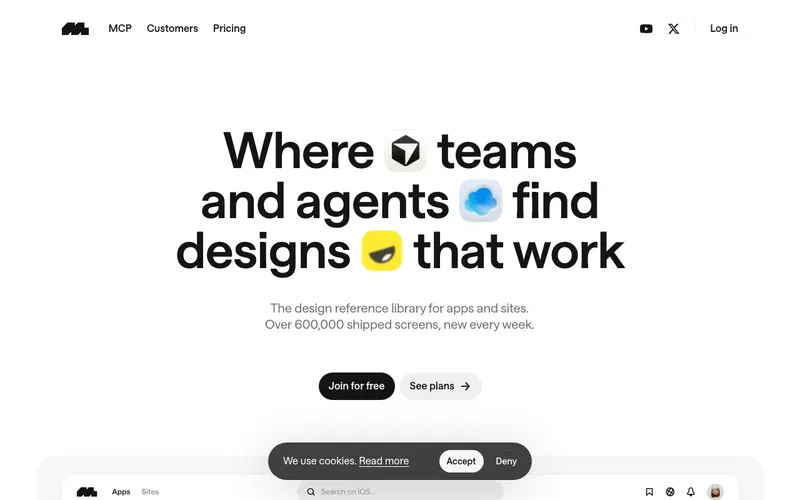 MCP Customers Pricing Log in
Where teams
and agents find
designs that work
The design reference library for apps and sites.
Over 600,000 shipped screens, new every week.
Join for free See plans
We use cookies. Read more Accept Deny
Apps Sites Search on iOS...